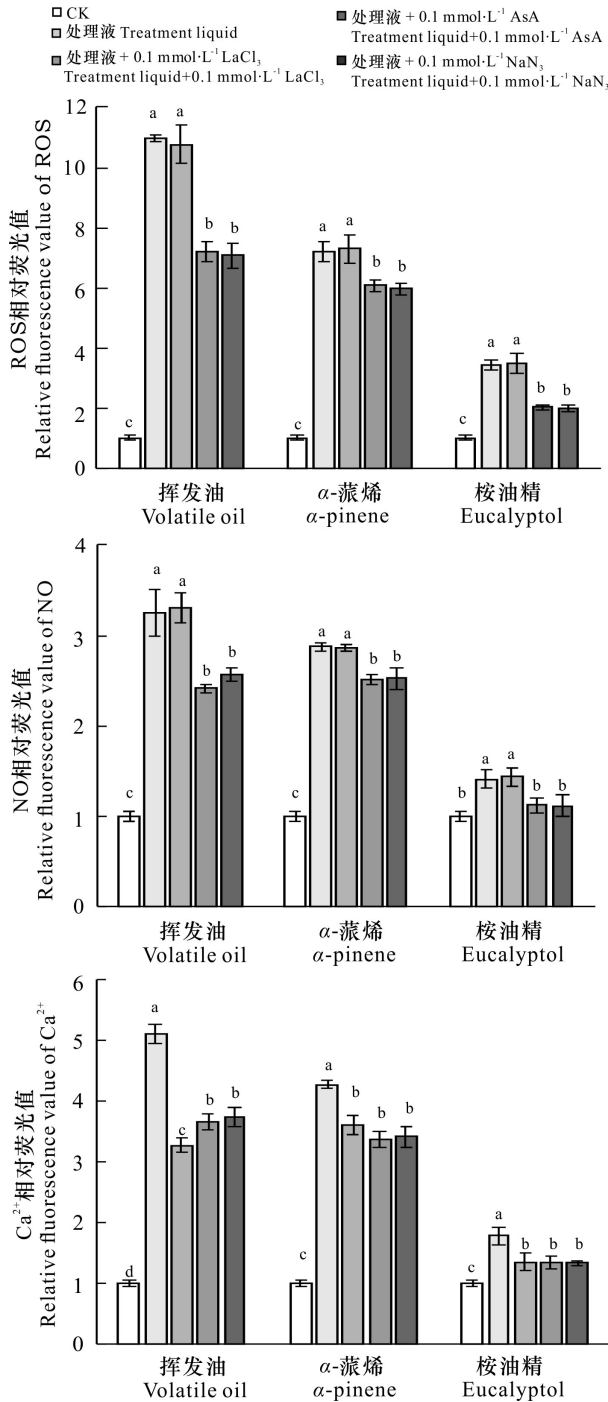 CK
处理液 Treatment liquid
处理液 + 0.1 mmol·L⁻¹ LaCl₃
Treatment liquid+0.1 mmol·L⁻¹ LaCl₃
处理液 + 0.1 mmol·L⁻¹ AsA
Treatment liquid+0.1 mmol·L⁻¹ AsA
处理液 + 0.1 mmol·L⁻¹ NaN₃
Treatment liquid+0.1 mmol·L⁻¹ NaN₃
ROS相对荧光值
Relative fluorescence value of ROS
12
10
8
6
4
2
0
c a a b b
c a a b b
c a a b b
挥发油 α-蒎烯 桉油精
Volatile oil α-pinene Eucalyptol
NO相对荧光值
Relative fluorescence value of NO
4
3
2
1
0
c a a b b
c a a b b
b a a b b
挥发油 α-蒎烯 桉油精
Volatile oil α-pinene Eucalyptol
Ca²⁺相对荧光值
Relative fluorescence value of Ca²⁺
6
5
4
3
2
1
0
d a c b b
c a b b b
c a b b b
挥发油 α-蒎烯 桉油精
Volatile oil α-pinene Eucalyptol